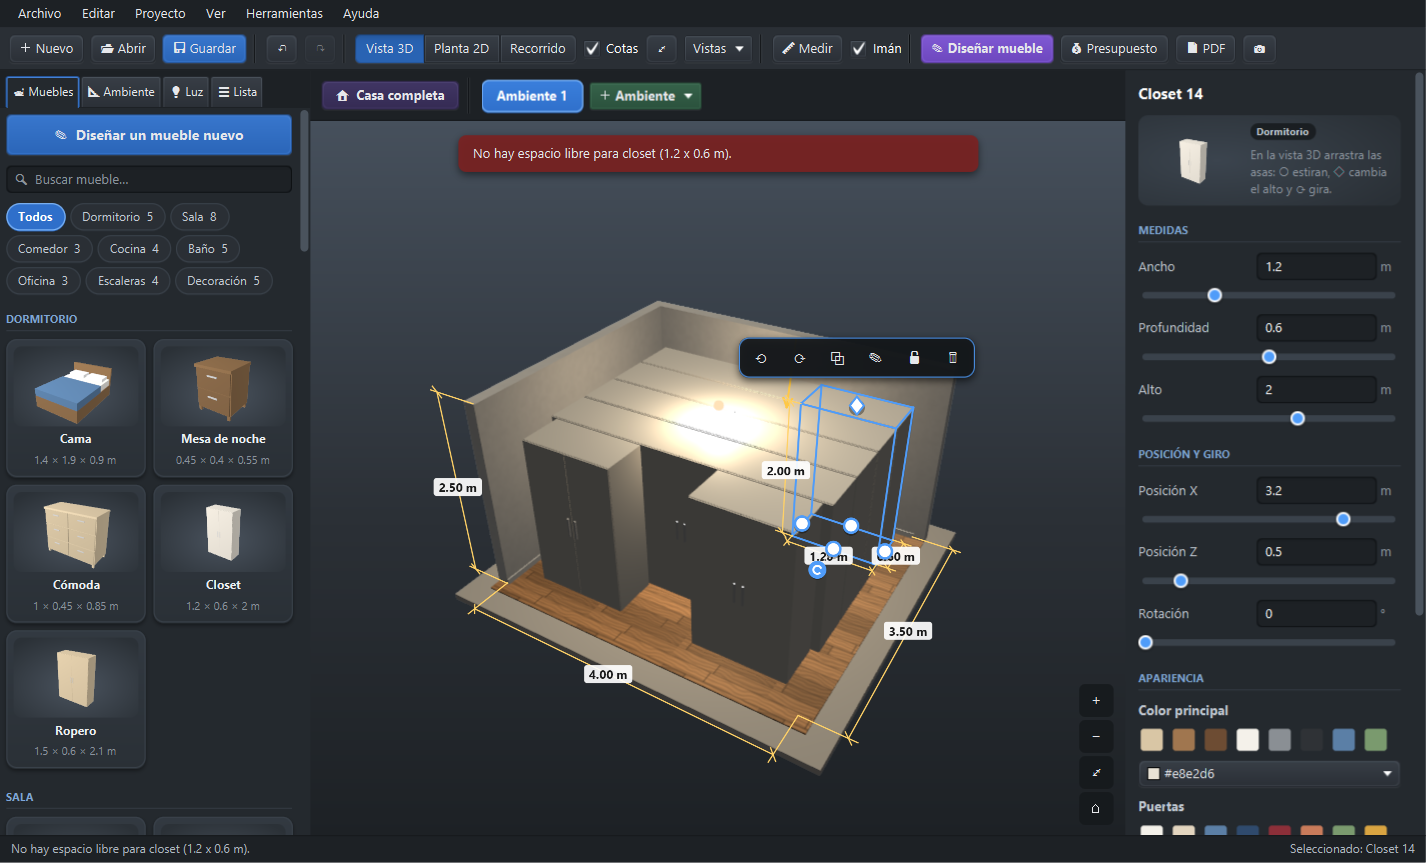 Archivo Editar Proyecto Ver Herramientas Ayuda
Nuevo Abrir Guardar Vista 3D Planta 2D Recorrido Cotas Vistas Medir Imán Diseñar mueble Presupuesto PDF
Muebles Ambiente Luz Lista
Casa completa Ambiente 1 + Ambiente
Diseñar un mueble nuevo
Buscar mueble...
Todos Dormitorio 5 Sala 8
Comedor 3 Cocina 4 Baño 5
Oficina 3 Escaleras 4 Decoración 5
DORMITORIO
Cama
1.4 × 1.9 × 0.9 m
Mesa de noche
0.45 × 0.4 × 0.55 m
Cómoda
1 × 0.45 × 0.85 m
Closet
1.2 × 0.6 × 2 m
Ropero
1.5 × 0.6 × 2.1 m
SALA
No hay espacio libre para closet (1.2 x 0.6 m).
2.50 m
2.00 m
3.50 m
4.00 m
Closet 14
Dormitorio
En la vista 3D arrastra las
asas: ○ estiran, ◇ cambia
el alto y ⟳ gira.
MEDIDAS
Ancho 1.2 m
Profundidad 0.6 m
Alto 2 m
POSICIÓN Y GIRO
Posición X 3.2 m
Posición Z 0.5 m
Rotación 0 °
APARIENCIA
Color principal
#e8e2d6
Puertas
No hay espacio libre para closet (1.2 x 0.6 m).
Seleccionado: Closet 14